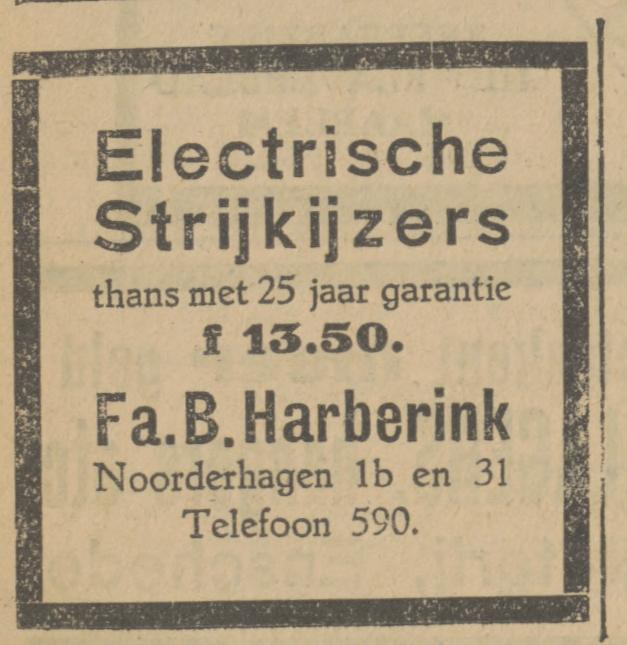 Electrische
Strijkijzers
thans met 25 jaar garantie
f 13.50.
Fa. B. Harberink
Noorderhagen 1b en 31
Telefoon 590.